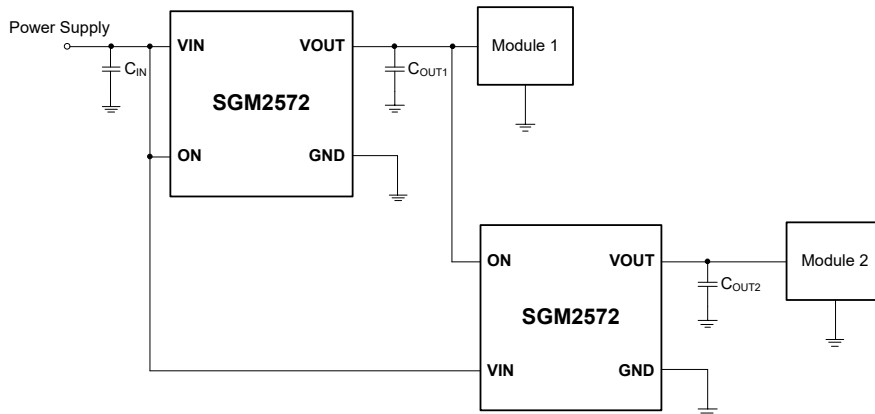 Power Supply
VIN
VOUT
CIN
COUT1
Module 1
SGM2572
ON
GND
ON
VOUT
Module 2
COUT2
SGM2572
VIN
GND